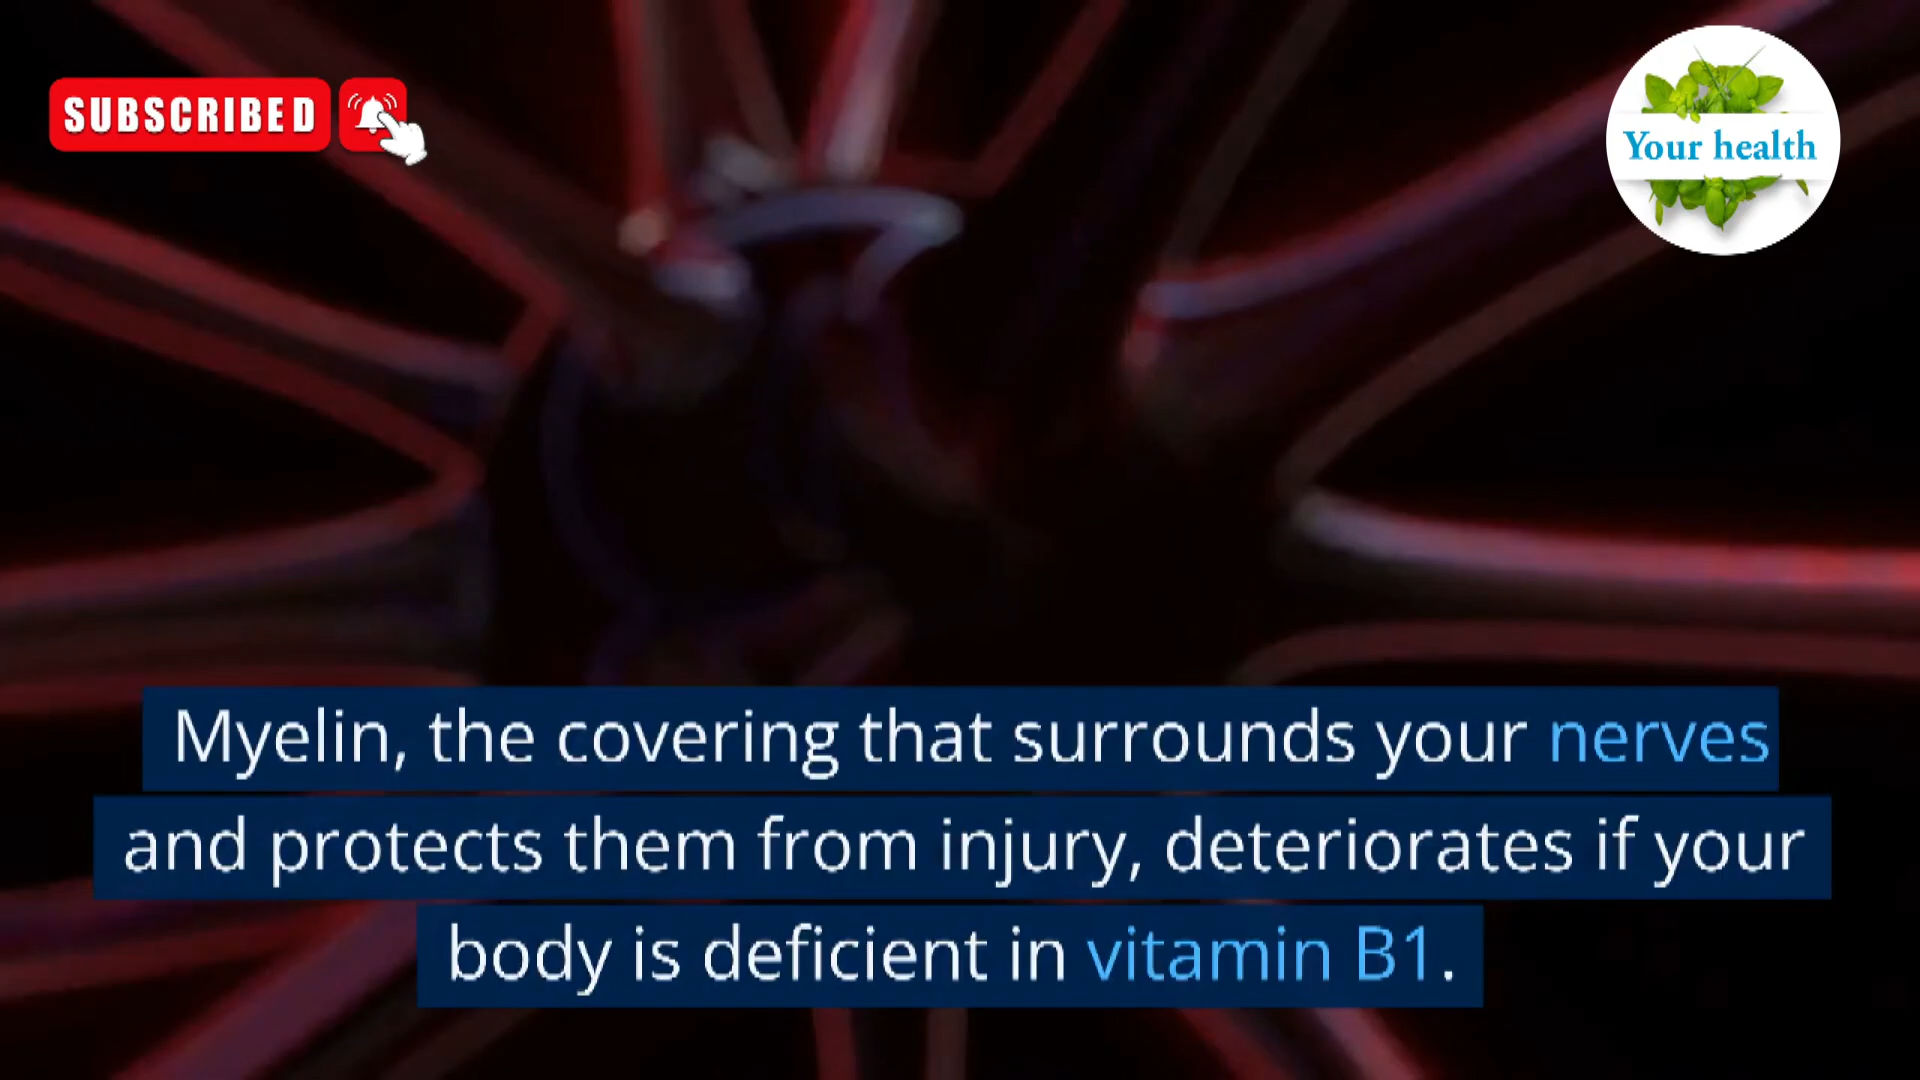 SUBSCRIBED
Your health
Myelin, the covering that surrounds your nerves
and protects them from injury, deteriorates if your
body is deficient in vitamin B1.